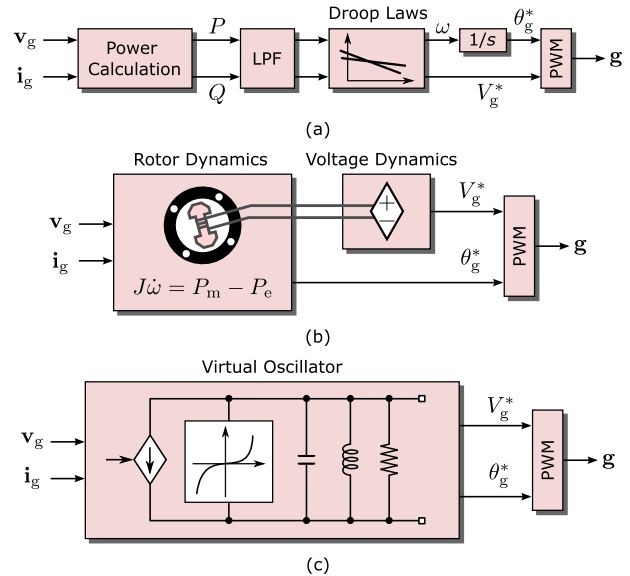 Droop Laws
v_g
i_g
Power
Calculation
P
Q
LPF
ω
1/s
θ_g^*
V_g^*
PWM
g
(a)
Rotor Dynamics
Voltage Dynamics
v_g
i_g
Jω̇ = P_m − P_e
+
−
V_g^*
θ_g^*
PWM
g
(b)
Virtual Oscillator
v_g
i_g
V_g^*
θ_g^*
PWM
g
(c)